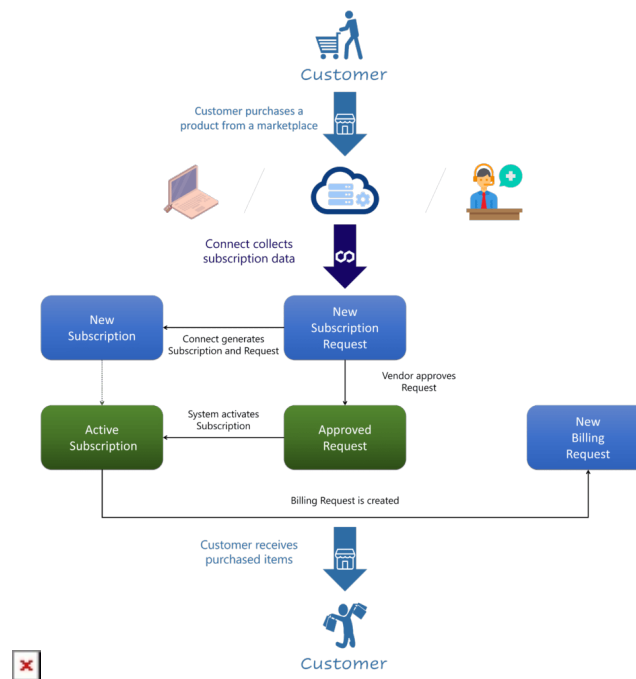 Customer
Customer purchases a
product from a marketplace
Connect collects
subscription data
New
Subscription
New
Subscription
Request
Connect generates
Subscription and Request
Vendor approves
Request
Active
Subscription
System activates
Subscription
Approved
Request
New
Billing
Request
Billing Request is created
Customer receives
purchased items
Customer